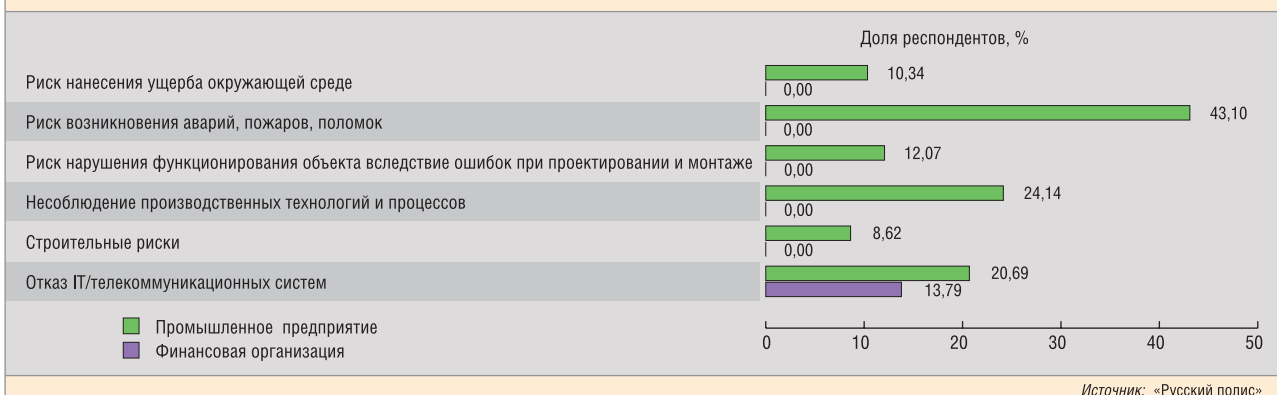 Доля респондентов, %
Риск нанесения ущерба окружающей среде
10,34
0,00
Риск возникновения аварий, пожаров, поломок
43,10
0,00
Риск нарушения функционирования объекта вследствие ошибок при проектировании и монтаже
12,07
0,00
Несоблюдение производственных технологий и процессов
24,14
0,00
Строительные риски
8,62
0,00
Отказ IT/телекоммуникационных систем
20,69
13,79
Промышленное предприятие
Финансовая организация
0 10 20 30 40 50
Источник: «Русский полис»